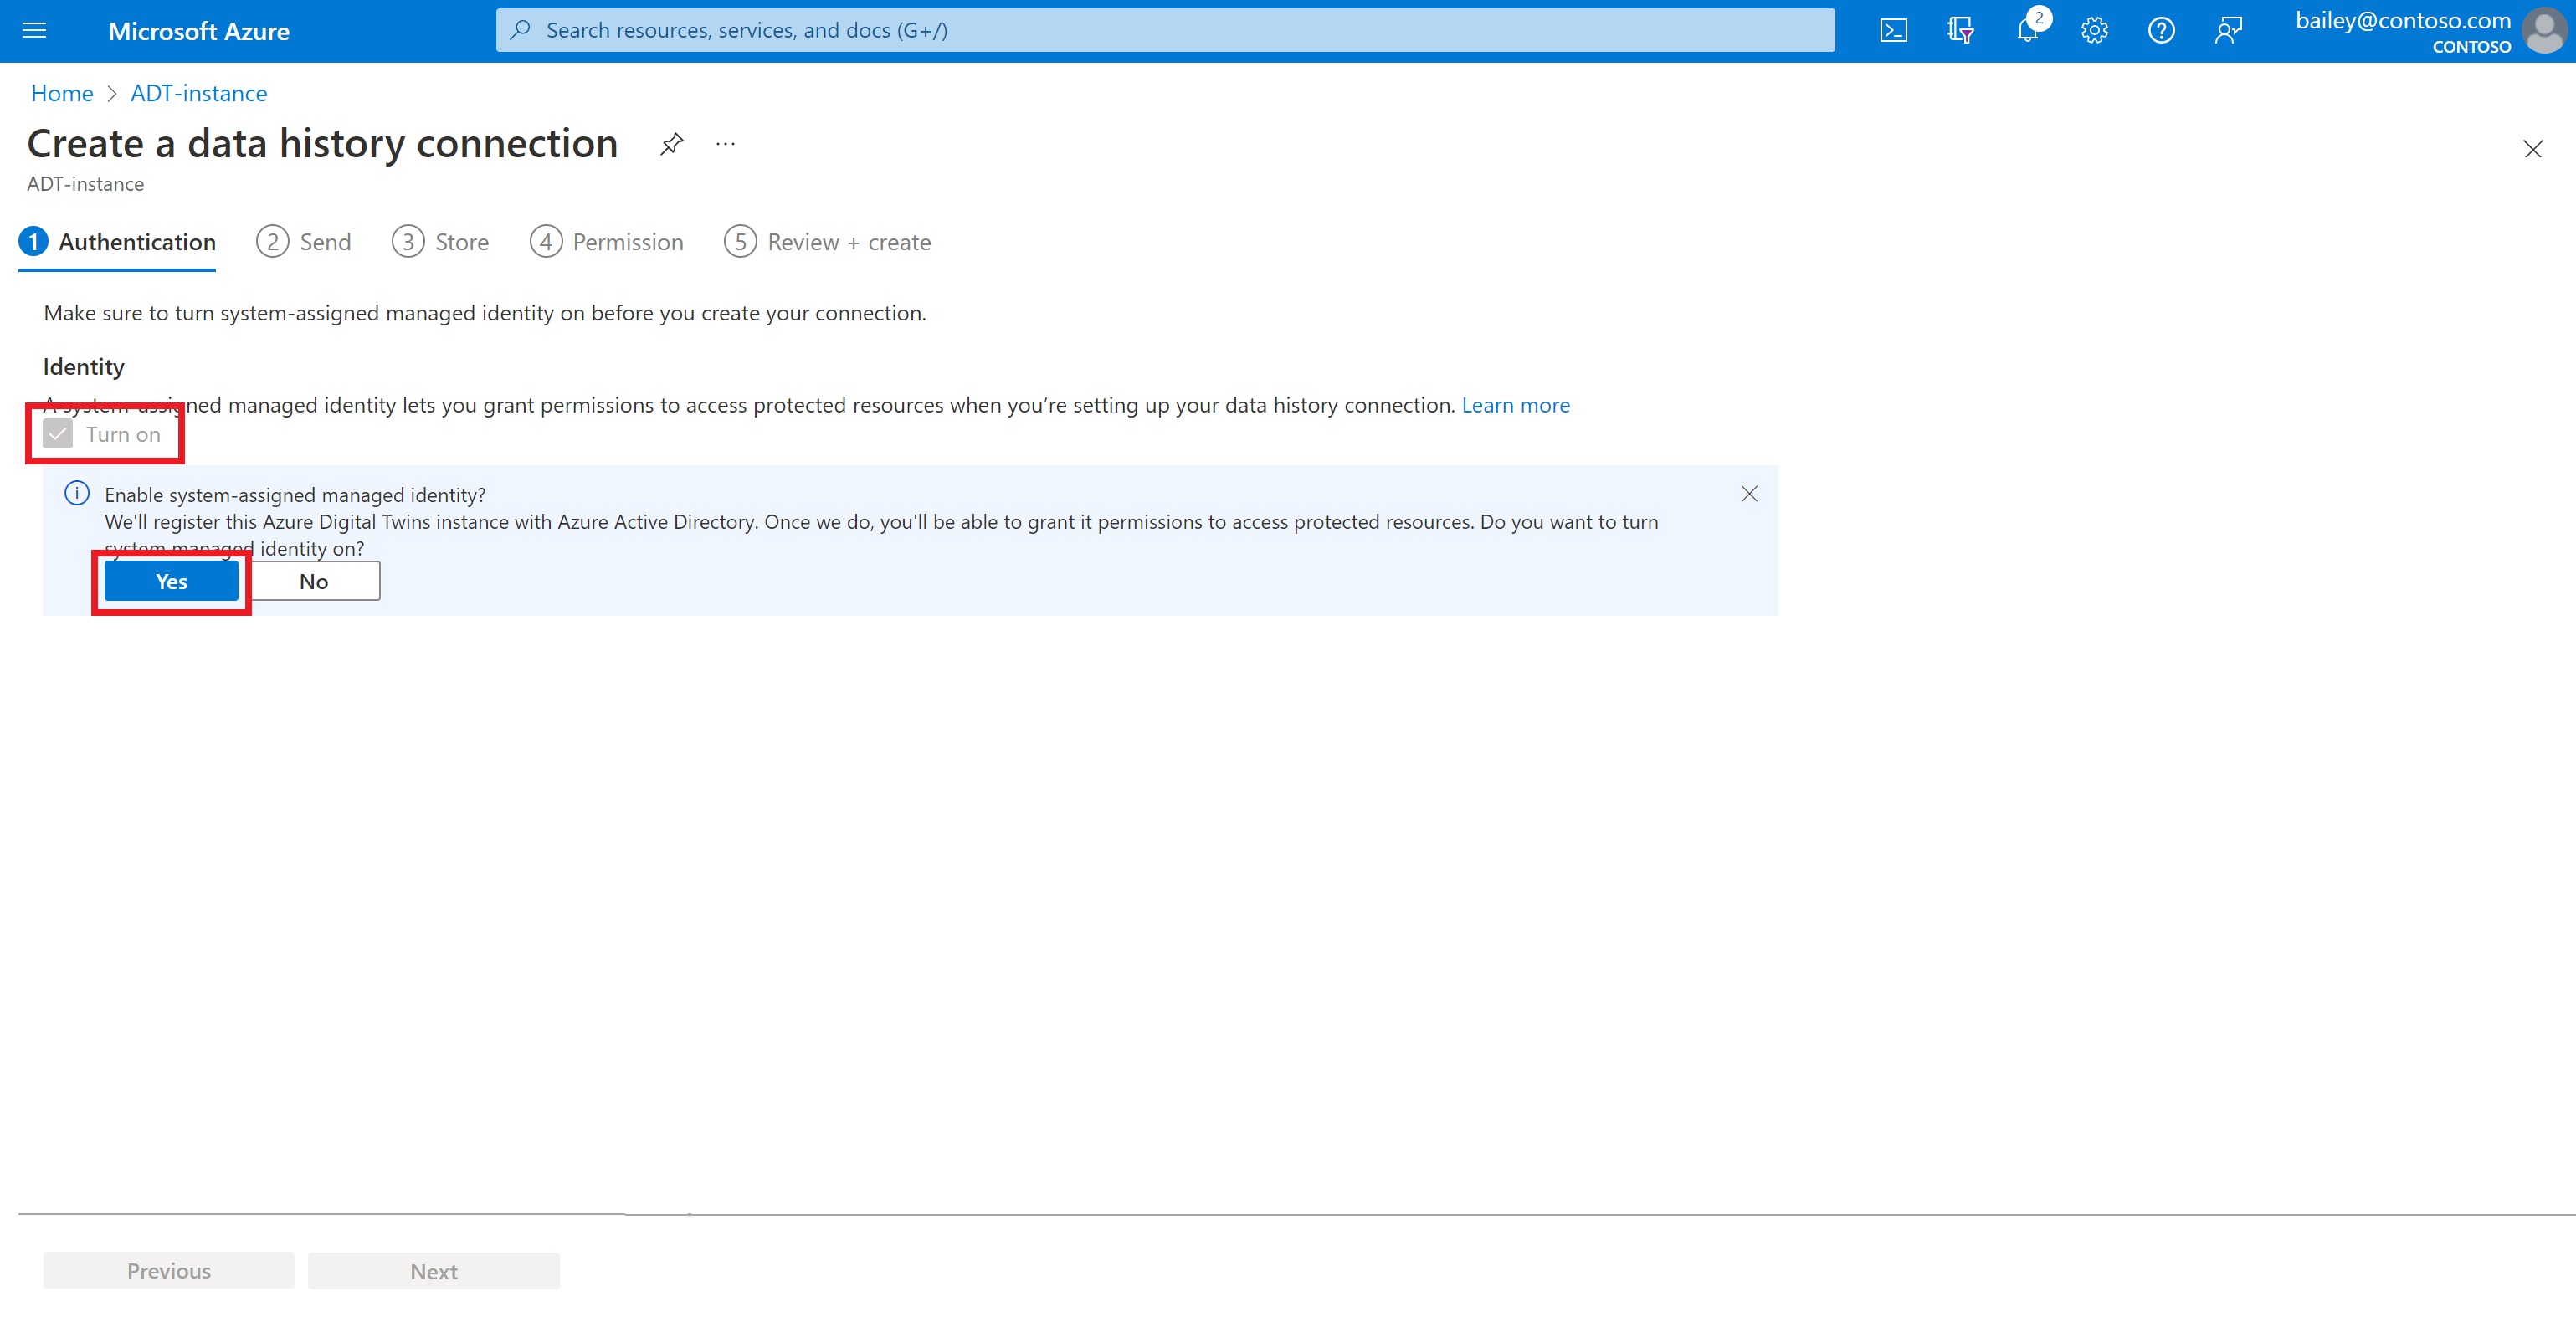 Microsoft Azure
Search resources, services, and docs (G+/)
2
bailey@contoso.com
CONTOSO
Home > ADT-instance
Create a data history connection
ADT-instance
1 Authentication 2 Send 3 Store 4 Permission 5 Review + create
Make sure to turn system-assigned managed identity on before you create your connection.
Identity
A system-assigned managed identity lets you grant permissions to access protected resources when you’re setting up your data history connection. Learn more
Turn on
Enable system-assigned managed identity?
We'll register this Azure Digital Twins instance with Azure Active Directory. Once we do, you'll be able to grant it permissions to access protected resources. Do you want to turn
system managed identity on?
Yes No
Previous Next